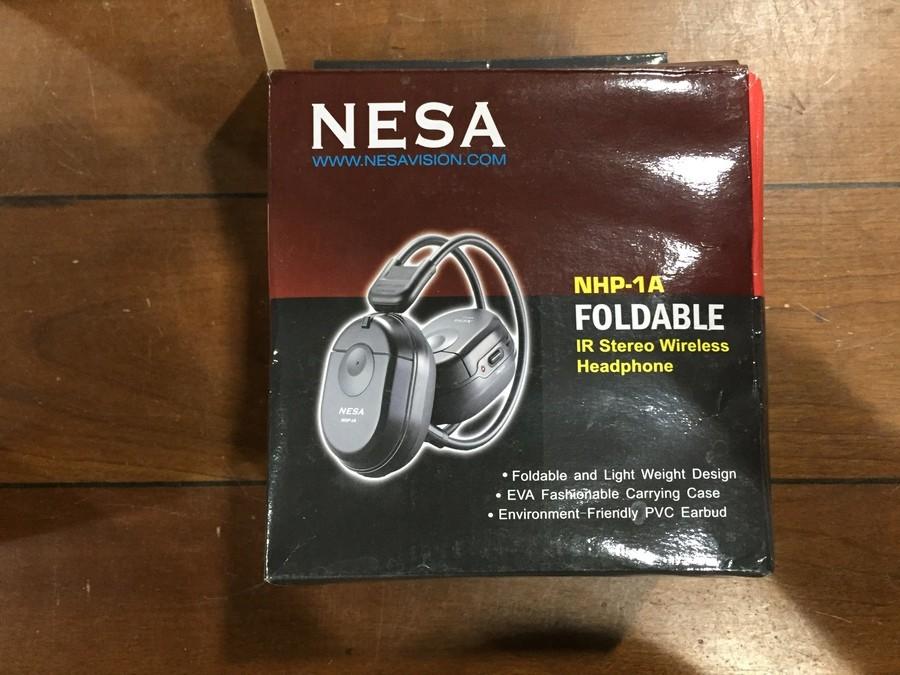 NESA
WWW.NESAVISION.COM
NHP-1A
FOLDABLE
IR Stereo Wireless
Headphone
NESA
NHP-1A
• Foldable and Light Weight Design
• EVA Fashionable Carrying Case
• Environment Friendly PVC Earbud